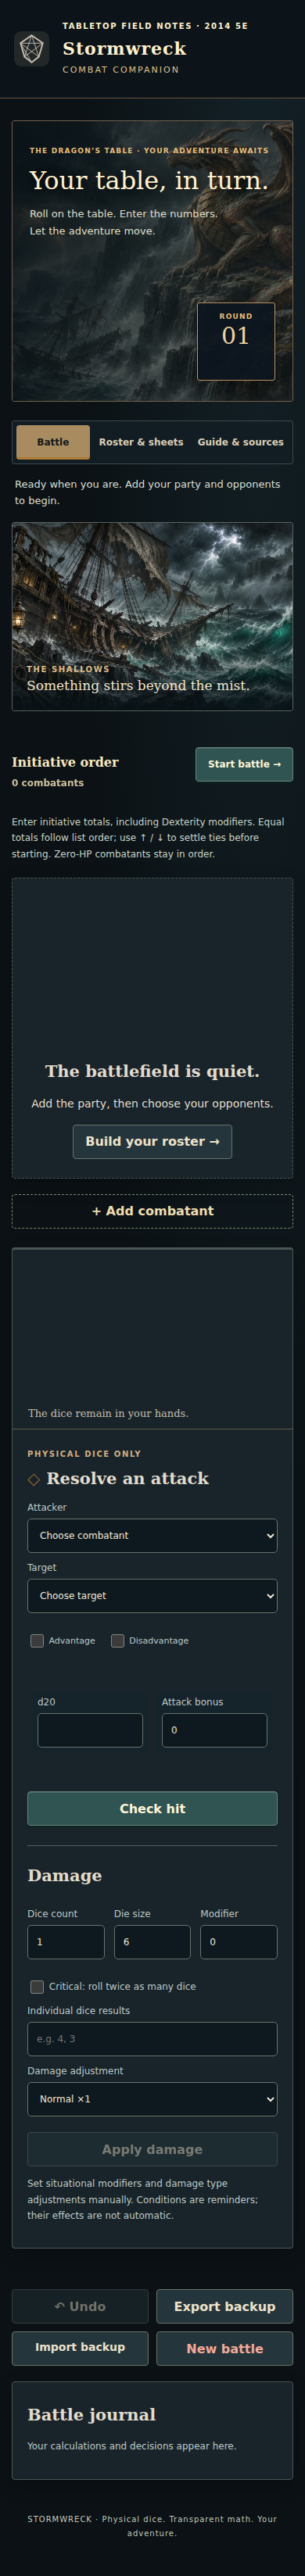 TABLETOP FIELD NOTES · 2014 5E
Stormwreck
COMBAT COMPANION
THE DRAGON'S TABLE · YOUR ADVENTURE AWAITS
Your table, in turn.
Roll on the table. Enter the numbers.
Let the adventure move.
ROUND
01
Battle
Roster & sheets
Guide & sources
Ready when you are. Add your party and opponents
to begin.
THE SHALLOWS
Something stirs beyond the mist.
Initiative order
0 combatants
Start battle →
Enter initiative totals, including Dexterity modifiers. Equal
totals follow list order; use ↑ / ↓ to settle ties before
starting. Zero-HP combatants stay in order.
The battlefield is quiet.
Add the party, then choose your opponents.
Build your roster →
+ Add combatant
The dice remain in your hands.
PHYSICAL DICE ONLY
◇ Resolve an attack
Attacker
Choose combatant
Target
Choose target
Advantage
Disadvantage
d20
Attack bonus
0
Check hit
Damage
Dice count
Die size
Modifier
1
6
0
Critical: roll twice as many dice
Individual dice results
e.g. 4, 3
Damage adjustment
Normal ×1
Apply damage
Set situational modifiers and damage type
adjustments manually. Conditions are reminders;
their effects are not automatic.
↶ Undo
Export backup
Import backup
New battle
Battle journal
Your calculations and decisions appear here.
STORMWRECK · Physical dice. Transparent math. Your
adventure.